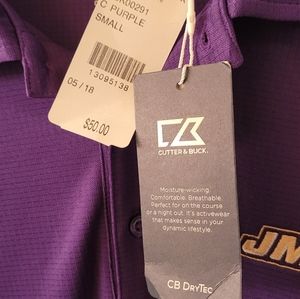 K00291
C PURPLE
SMALL
05/18
13095138
$50.00
CUTTER & BUCK.
Moisture-wicking
Comfortable. Breathable.
Perfect for on the course
or a night out. It's activewear
that makes sense in your
dynamic lifestyle.
CB DRYTEC
JM